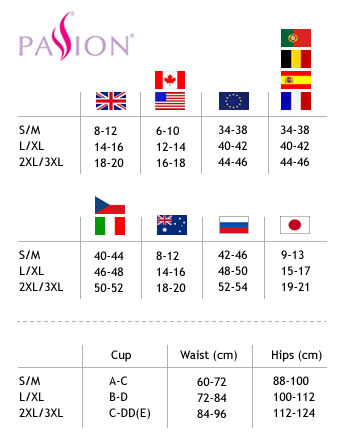 PASSION®
S/M 8-12 6-10 34-38 34-38
L/XL 14-16 12-14 40-42 40-42
2XL/3XL 18-20 16-18 44-46 44-46
S/M 40-44 8-12 42-46 9-13
L/XL 46-48 14-16 48-50 15-17
2XL/3XL 50-52 18-20 52-54 19-21
Cup Waist (cm) Hips (cm)
S/M A-C 60-72 88-100
L/XL B-D 72-84 100-112
2XL/3XL C-DD(E) 84-96 112-124